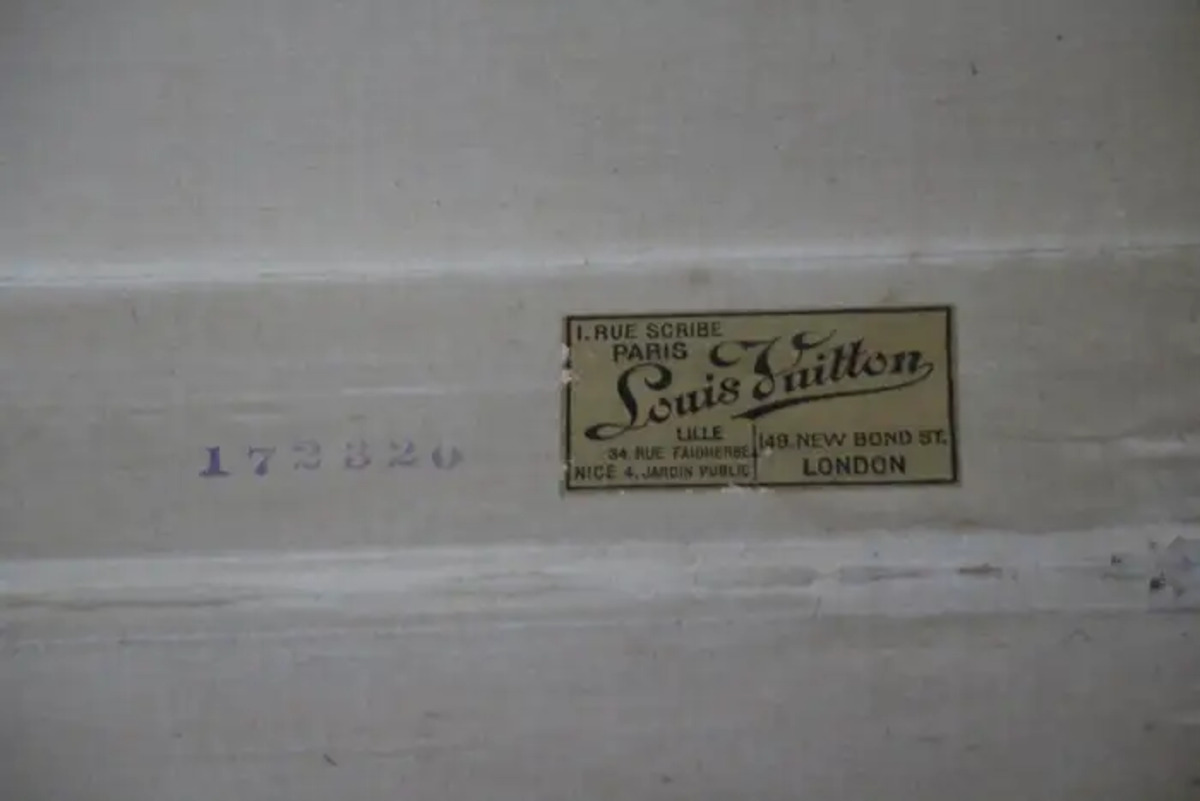 1. RUE SCRIBE
PARIS
Louis Vuitton
LILLE
34. RUE FAIDHERBE
NICE 4. JARDIN PUBLIC
149. NEW BOND ST.
LONDON
172320